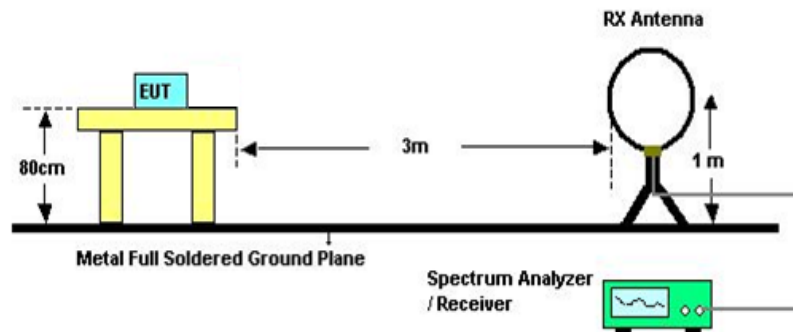 RX Antenna
EUT
80cm
3m
1 m
Metal Full Soldered Ground Plane
Spectrum Analyzer
/ Receiver